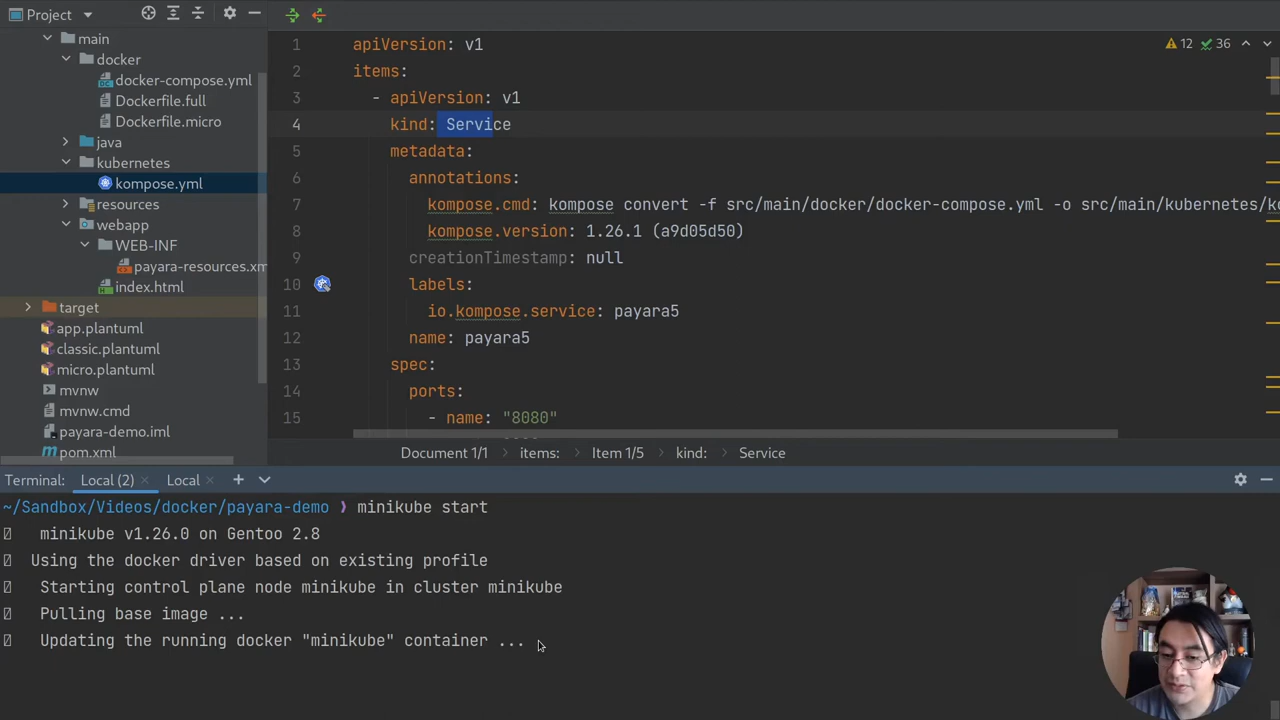 Project
main
docker
docker-compose.yml
Dockerfile.full
Dockerfile.micro
java
kubernetes
kompose.yml
resources
webapp
WEB-INF
payara-resources.xm
index.html
target
app.plantuml
classic.plantuml
micro.plantuml
mvnw
mvnw.cmd
payara-demo.iml
pom.xml
12 36
1 apiVersion: v1
2 items:
3 - apiVersion: v1
4 kind: Service
5 metadata:
6 annotations:
7 kompose.cmd: kompose convert -f src/main/docker/docker-compose.yml -o src/main/kubernetes/ko
8 kompose.version: 1.26.1 (a9d05d50)
9 creationTimestamp: null
10 labels:
11 io.kompose.service: payara5
12 name: payara5
13 spec:
14 ports:
15 - name: "8080"
Document 1/1 items: Item 1/5 kind: Service
Terminal: Local (2) Local
~/Sandbox/Videos/docker/payara-demo ❫ minikube start
minikube v1.26.0 on Gentoo 2.8
Using the docker driver based on existing profile
Starting control plane node minikube in cluster minikube
Pulling base image ...
Updating the running docker "minikube" container ...